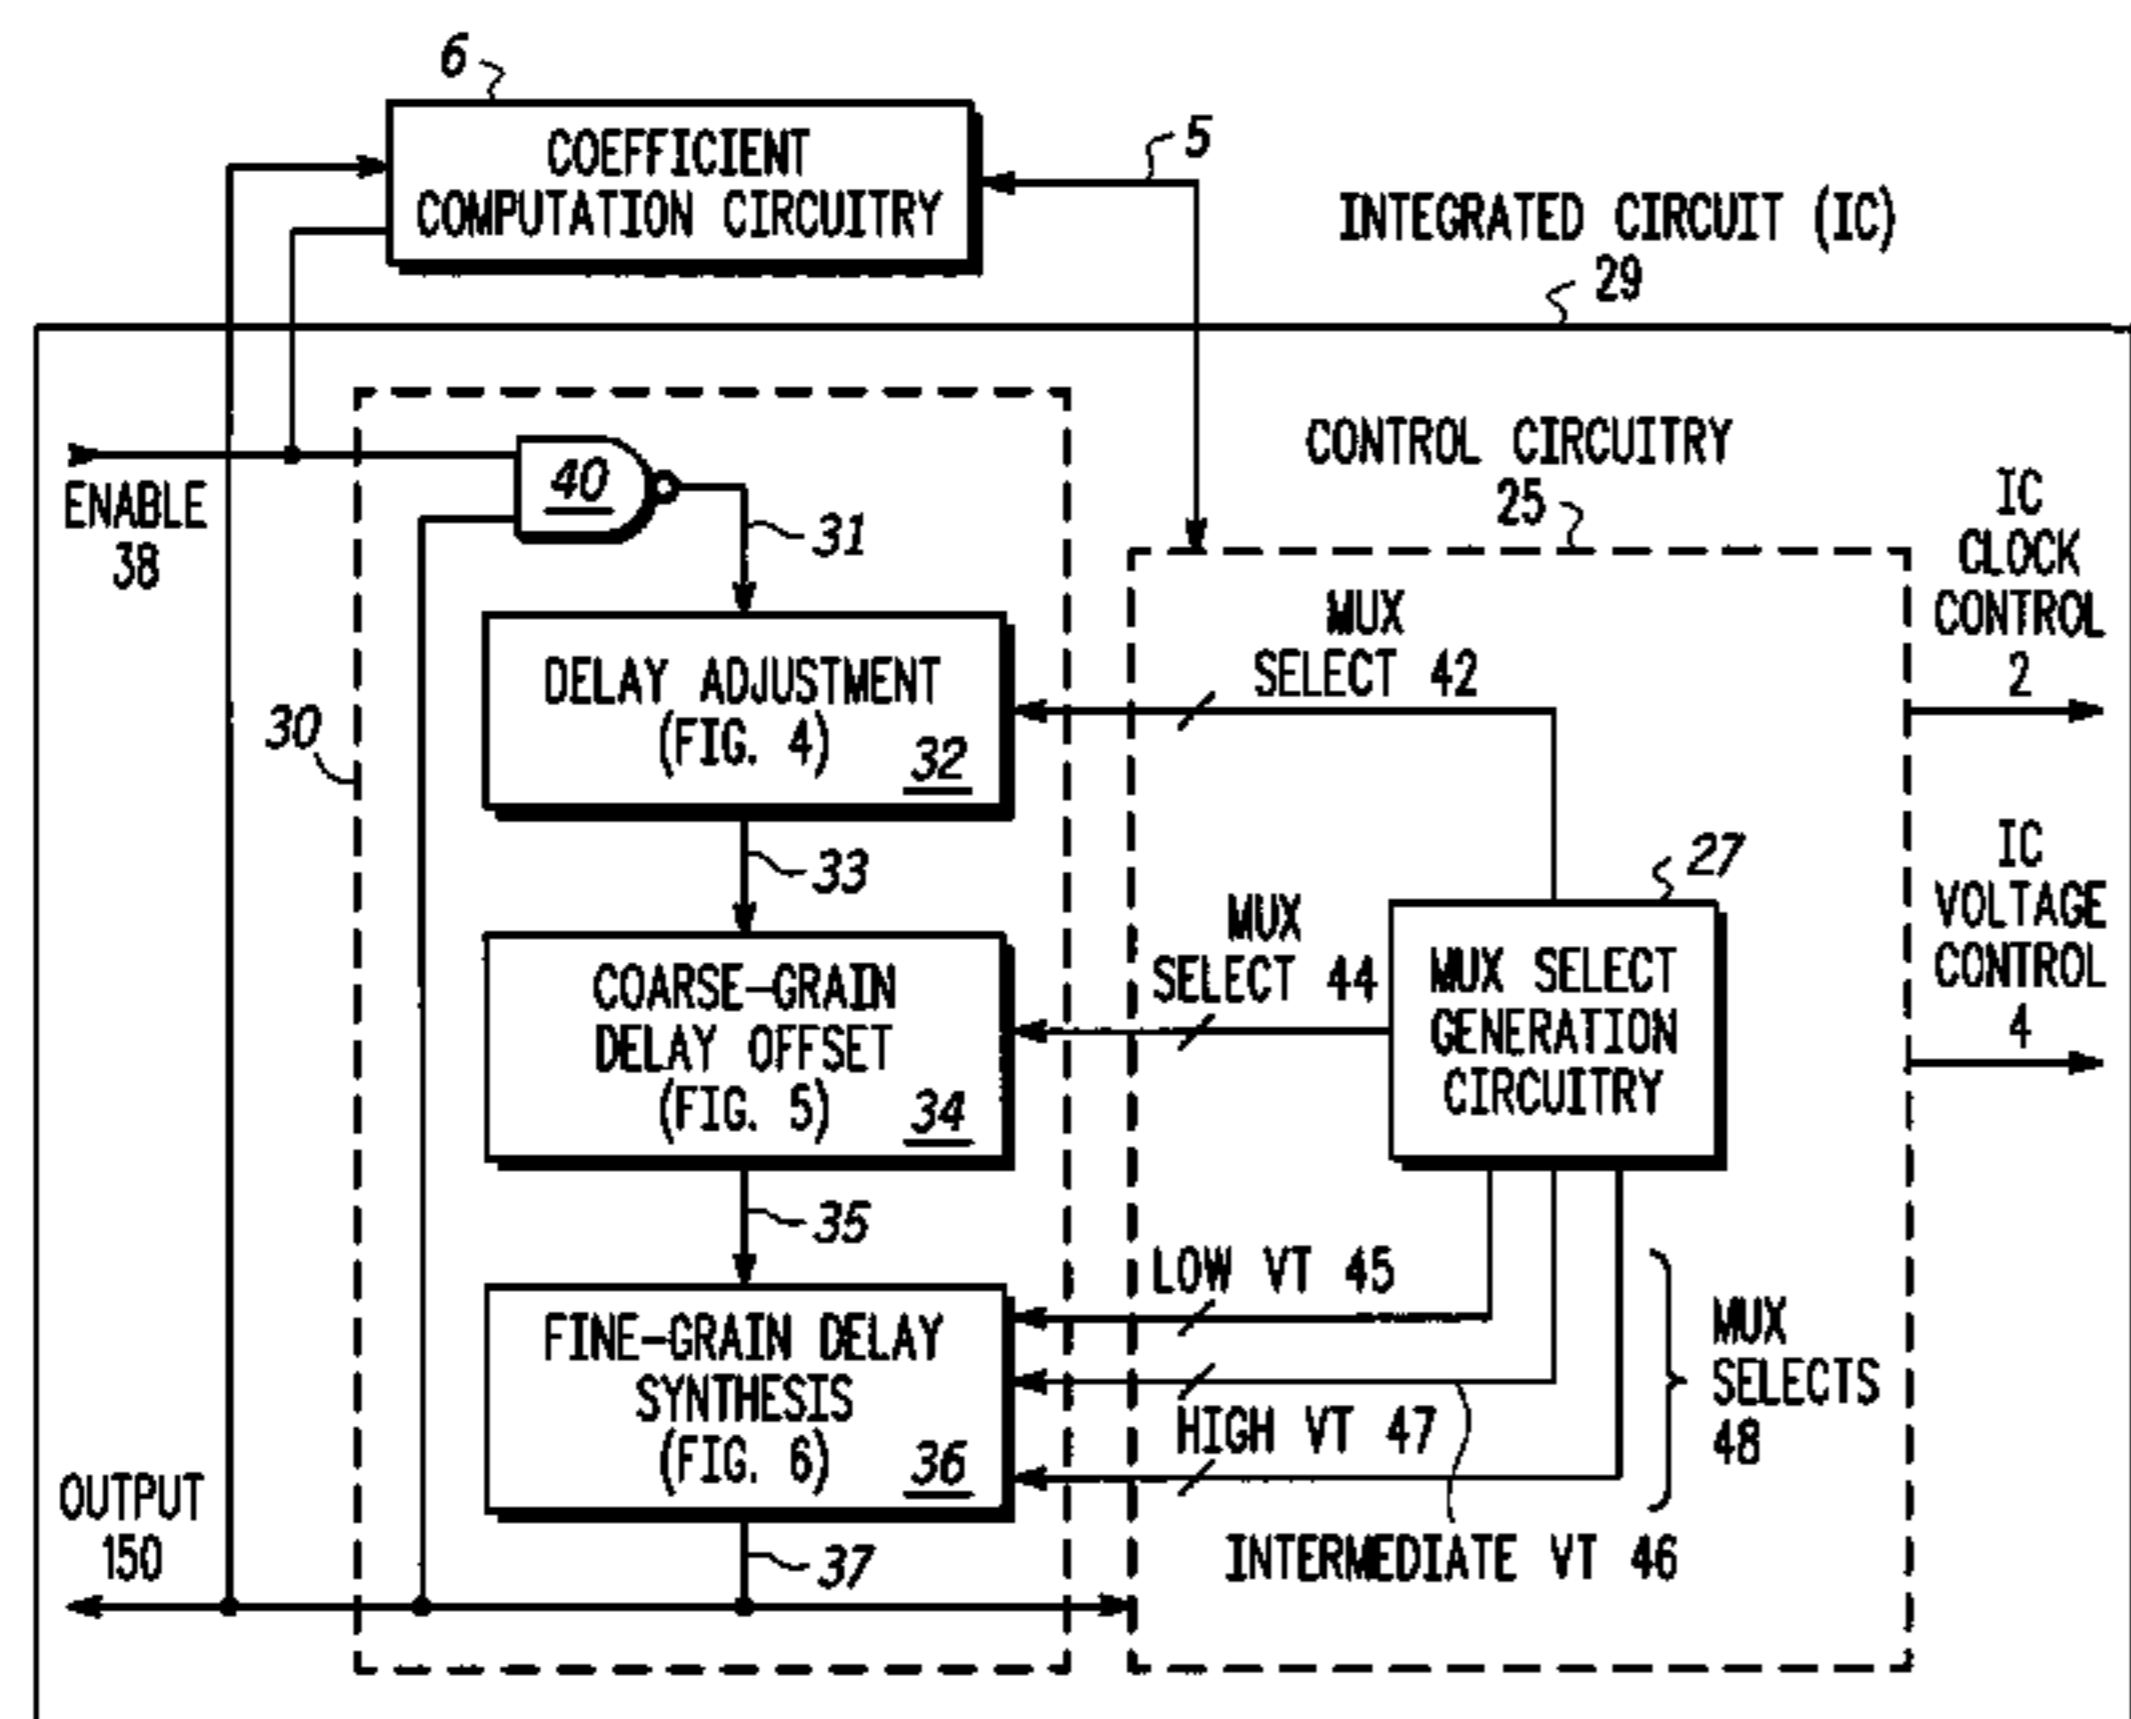 6
COEFFICIENT
COMPUTATION CIRCUITRY
5
INTEGRATED CIRCUIT (IC)
29
ENABLE
38
40
31
CONTROL CIRCUITRY
25
IC
CLOCK
CONTROL
2
MUX
SELECT 42
DELAY ADJUSTMENT
(FIG. 4)
32
30
33
27
IC
VOLTAGE
CONTROL
4
MUX
SELECT 44
MUX SELECT
GENERATION
CIRCUITRY
COARSE-GRAIN
DELAY OFFSET
(FIG. 5)
34
35
LOW VT 45
FINE-GRAIN DELAY
SYNTHESIS
(FIG. 6)
36
HIGH VT 47
MUX
SELECTS
48
INTERMEDIATE VT 46
OUTPUT
150
37